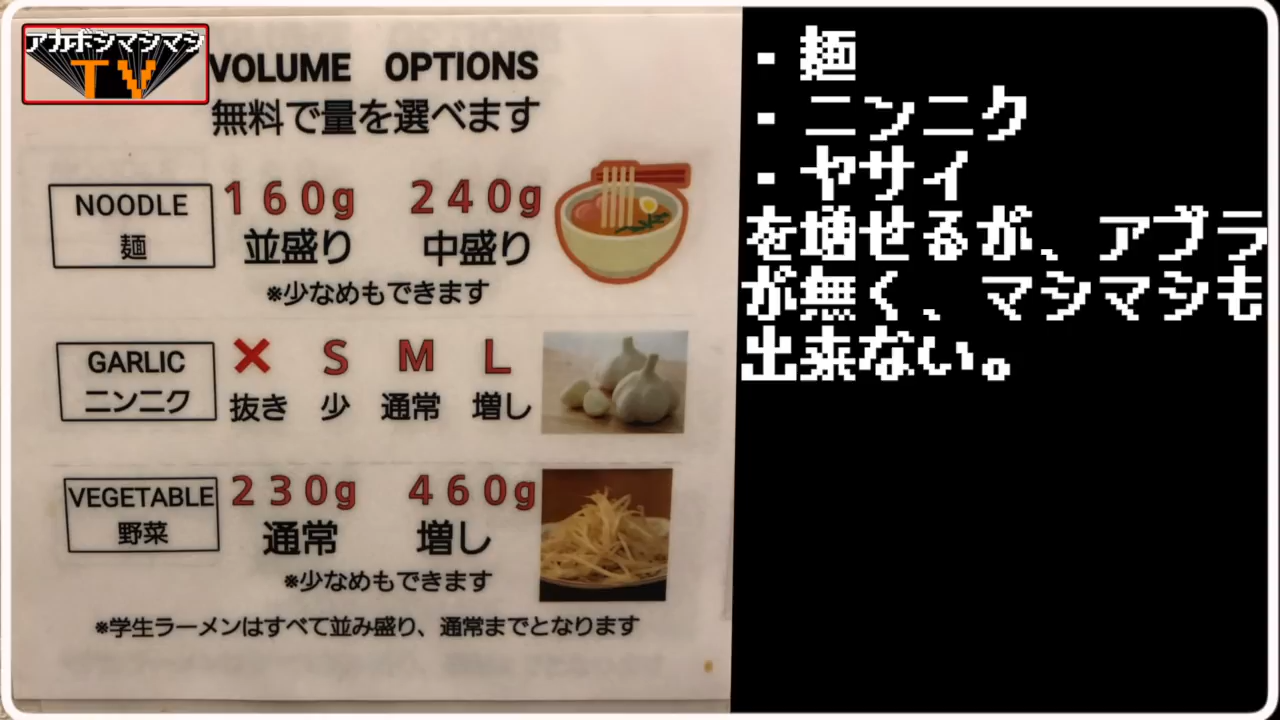 アカボシマシマシ
TV
VOLUME OPTIONS
無料で量を選べます
NOODLE
麺
160g 240g
並盛り 中盛り
※少なめもできます
GARLIC
ニンニク
× S M L
抜き 少 通常 増し
VEGETABLE
野菜
230g 460g
通常 増し
※少なめもできます
※学生ラーメンはすべて並み盛り、通常までとなります
・麺
・ニンニク
・ヤサイ
を増せるが、アブラ
が無く、マシマシも
出来ない。